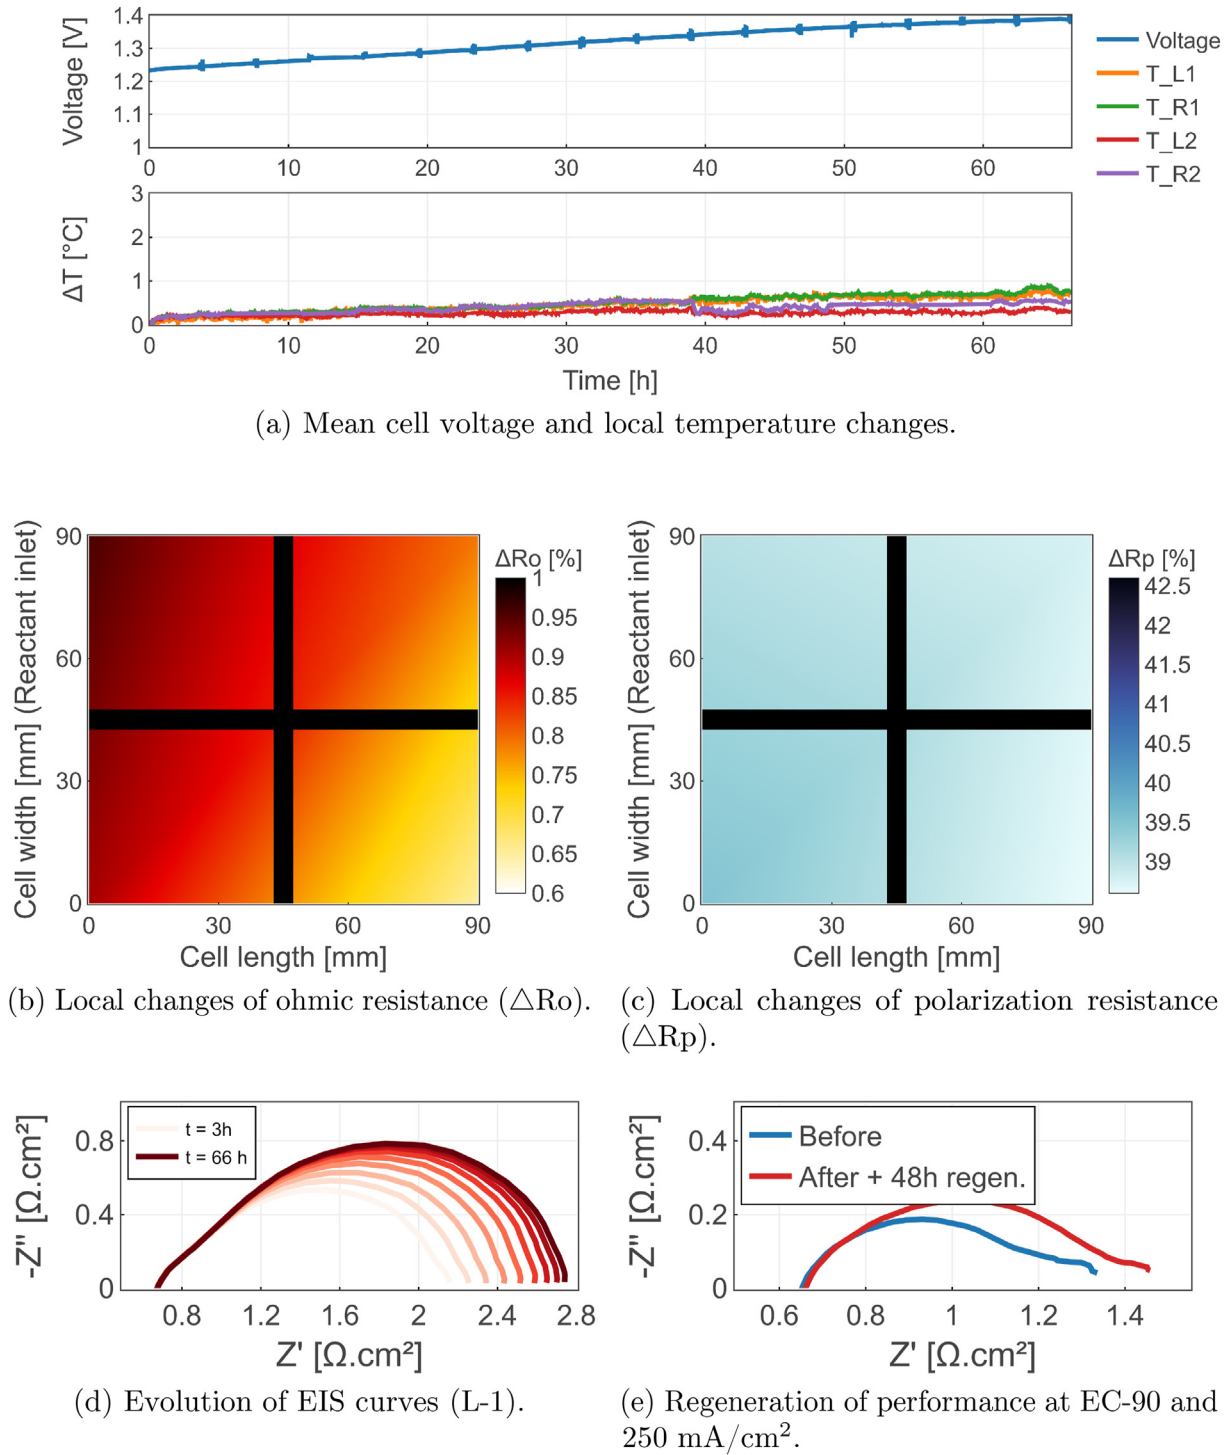 Voltage [V]
1.4
1.3
1.2
1.1
1
0 10 20 30 40 50 60
Voltage
T_L1
T_R1
T_L2
T_R2
ΔT [°C]
3
2
1
0
0 10 20 30 40 50 60
Time [h]
(a) Mean cell voltage and local temperature changes.
Cell width [mm] (Reactant inlet)
90
60
30
0
0 30 60 90
Cell length [mm]
ΔRo [%]
1
0.95
0.9
0.85
0.8
0.75
0.7
0.65
0.6
(b) Local changes of ohmic resistance (△Ro).
Cell width [mm] (Reactant inlet)
90
60
30
0
0 30 60 90
Cell length [mm]
ΔRp [%]
42.5
42
41.5
41
40.5
40
39.5
39
(c) Local changes of polarization resistance
(△Rp).
-Z" [Ω.cm²]
0.8
0.4
0
t = 3h
t = 66 h
0.8 1.2 1.6 2 2.4 2.8
Z' [Ω.cm²]
(d) Evolution of EIS curves (L-1).
-Z" [Ω.cm²]
0.4
0.2
0
Before
After + 48h regen.
0.6 0.8 1 1.2 1.4
Z' [Ω.cm²]
(e) Regeneration of performance at EC-90 and
250 mA/cm².